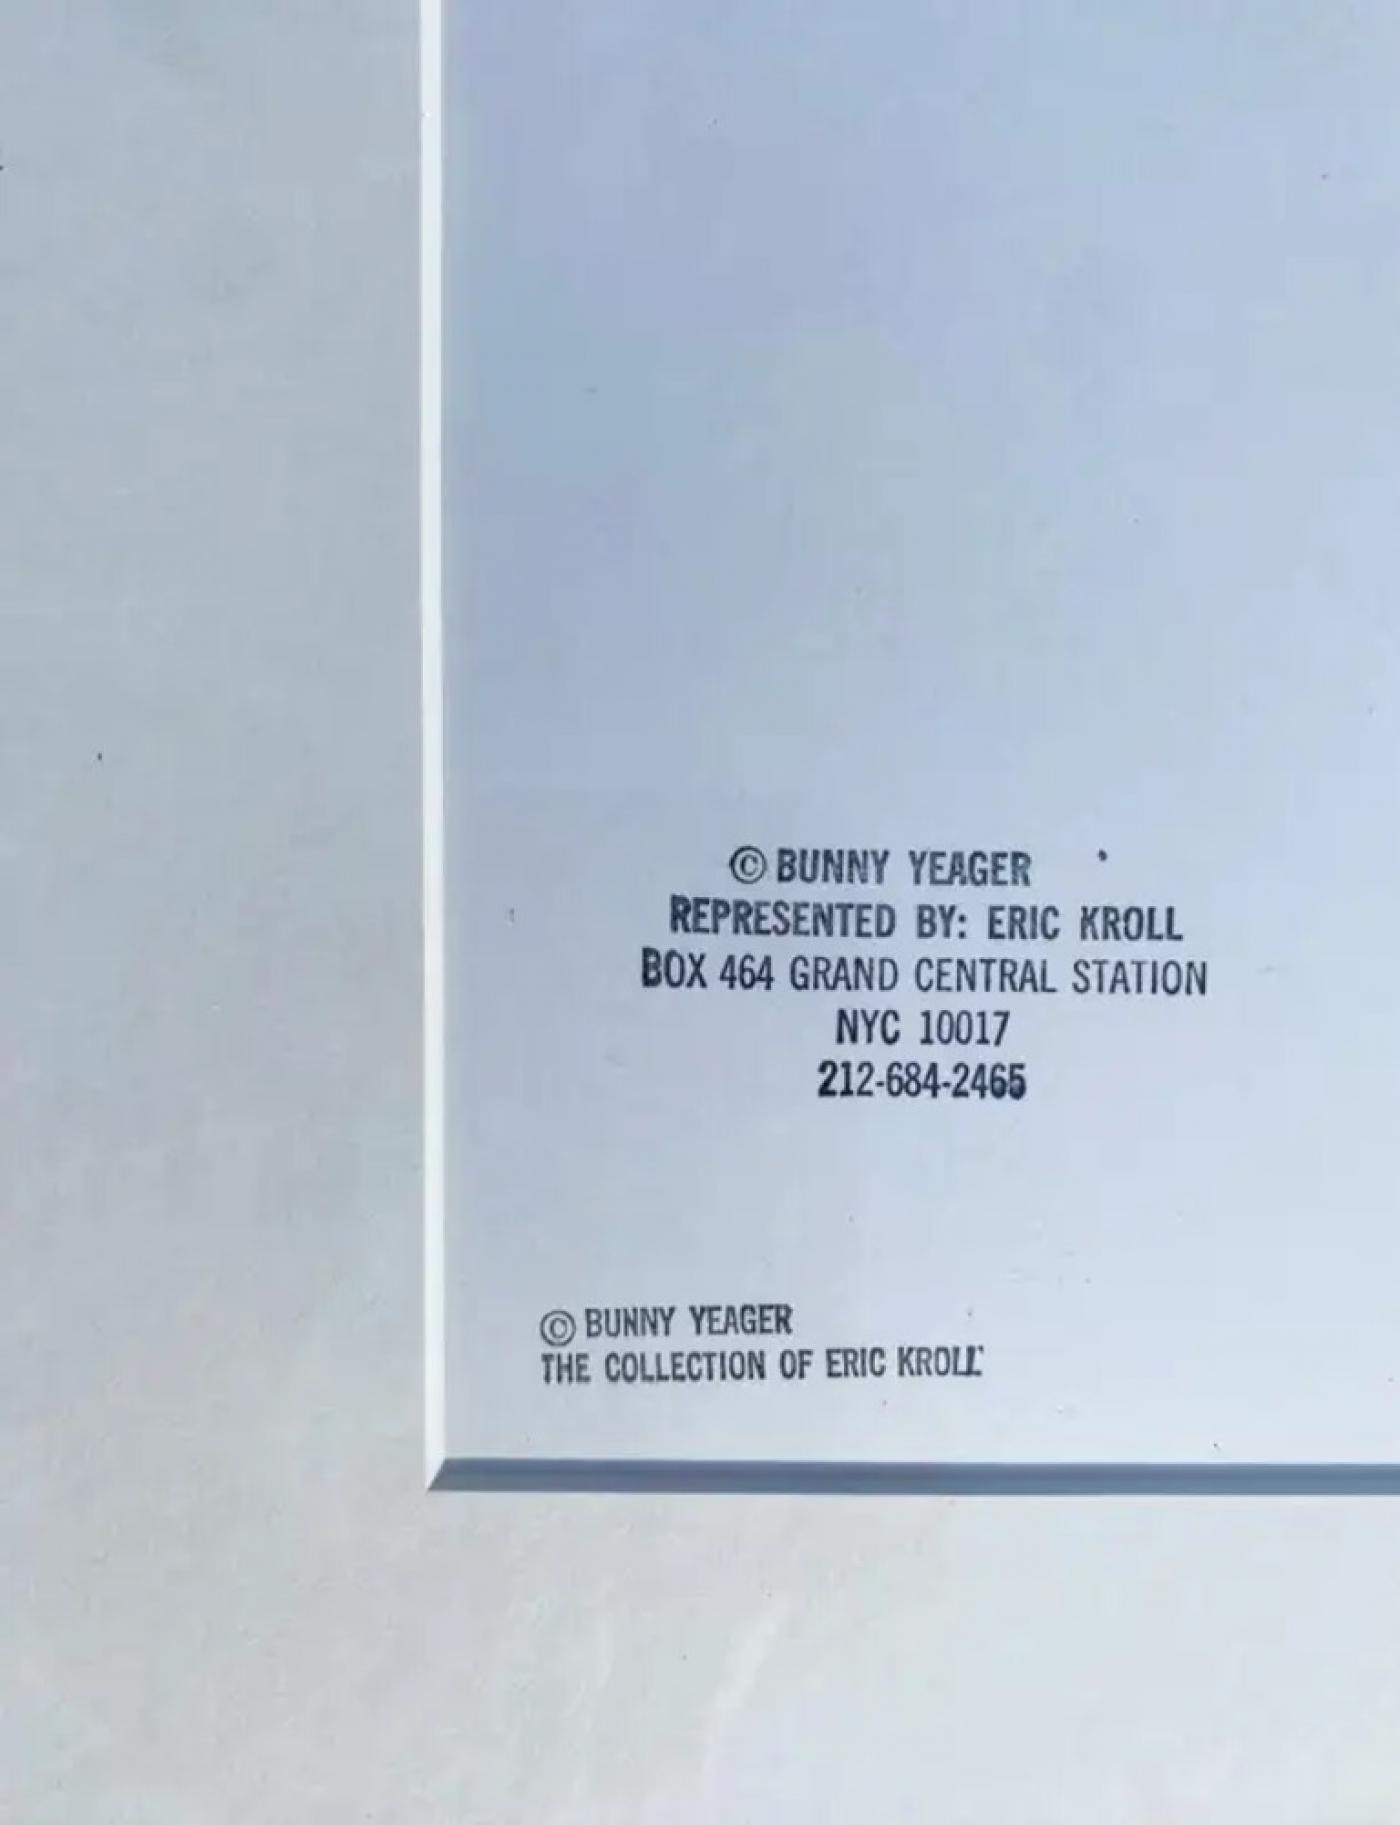 © BUNNY YEAGER
REPRESENTED BY: ERIC KROLL
BOX 464 GRAND CENTRAL STATION
NYC 10017
212-684-2465
© BUNNY YEAGER
THE COLLECTION OF ERIC KROLL